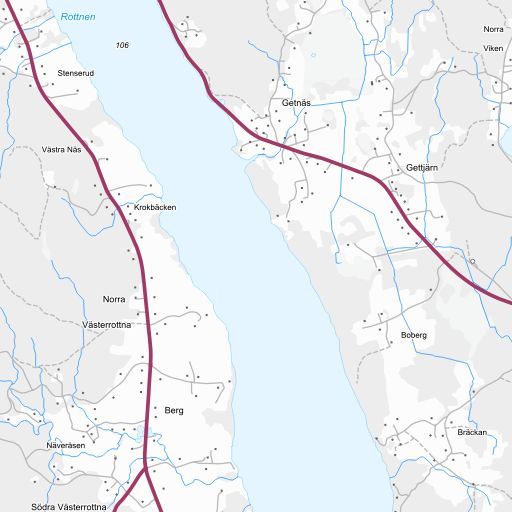 Rottnen
106
Norra
Viken
Stenserud
Getnäs
Västra Näs
Gettjärn
Krokbäcken
Norra
Västerrottna
Boberg
Berg
Bräckan
Näveråsen
Södra Västerrottna